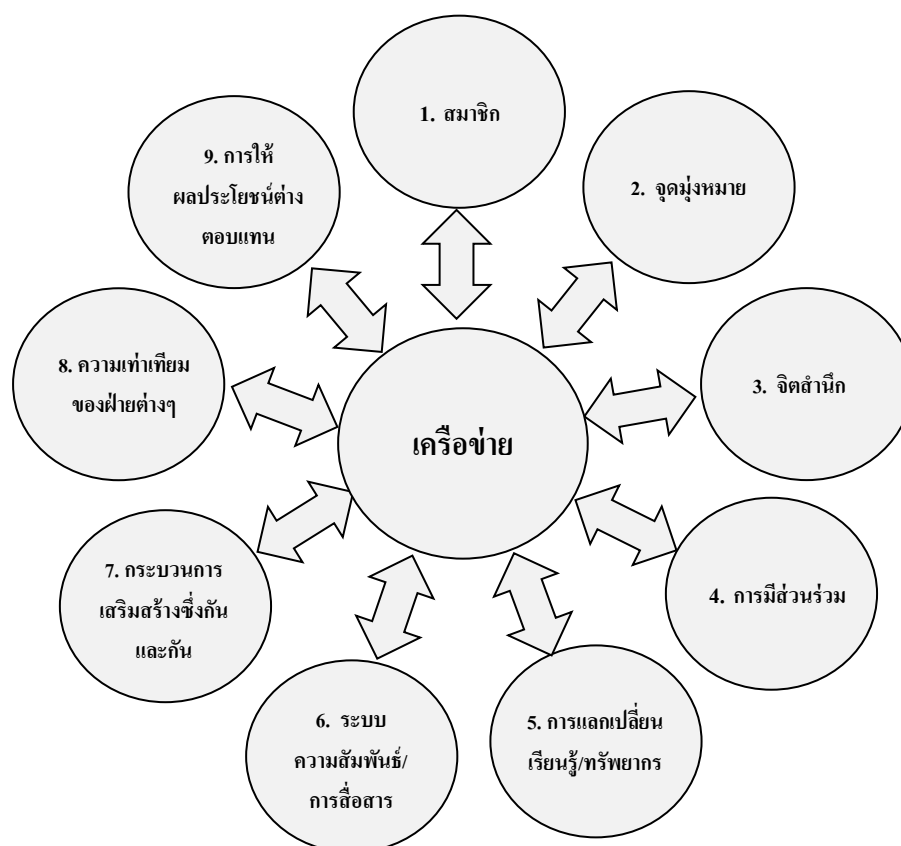 1. สมาชิก
2. จุดมุ่งหมาย
3. จิตสำนึก
4. การมีส่วนร่วม
5. การแลกเปลี่ยน
เรียนรู้/ทรัพยากร
6. ระบบ
ความสัมพันธ์/
การสื่อสาร
7. กระบวนการ
เสริมสร้างซึ่งกัน
และกัน
8. ความเท่าเทียม
ของฝ่ายต่างๆ
9. การให้
ผลประโยชน์ต่าง
ตอบแทน
เครือข่าย